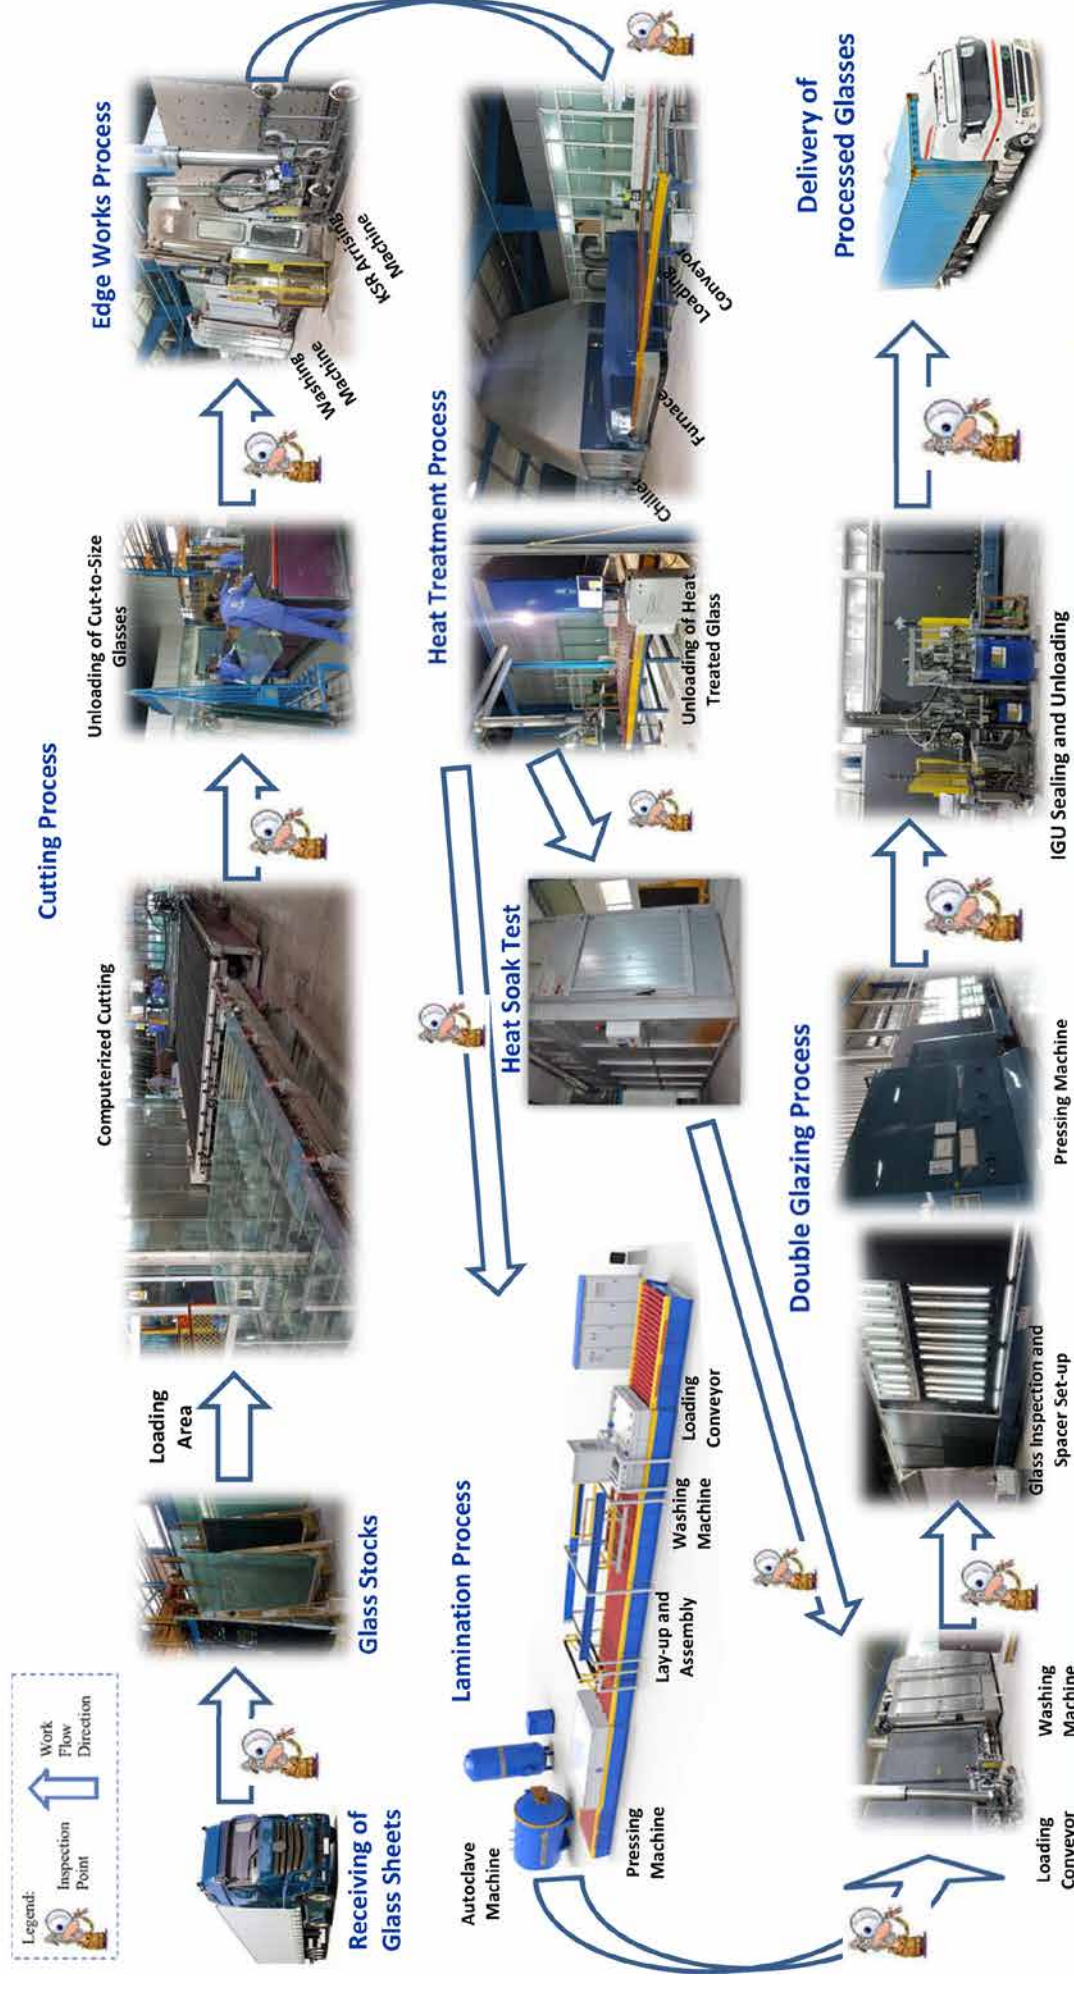 Legend:
Inspection
Point
Work
Flow
Direction
Receiving of
Glass Sheets
Glass Stocks
Loading
Area
Cutting Process
Computerized Cutting
Unloading of Cut-to-Size
Glasses
Edge Works Process
Washing
Machine
KSR Arrising
Machine
Heat Treatment Process
Loading
Conveyor
Furnace
Chiller
Unloading of Heat
Treated Glass
Heat Soak Test
Lamination Process
Autoclave
Machine
Pressing
Machine
Lay-up and
Assembly
Washing
Machine
Loading
Conveyor
Double Glazing Process
Loading
Conveyor
Washing
Machine
Glass Inspection and
Spacer Set-up
Pressing Machine
IGU Sealing and Unloading
Delivery of
Processed Glasses